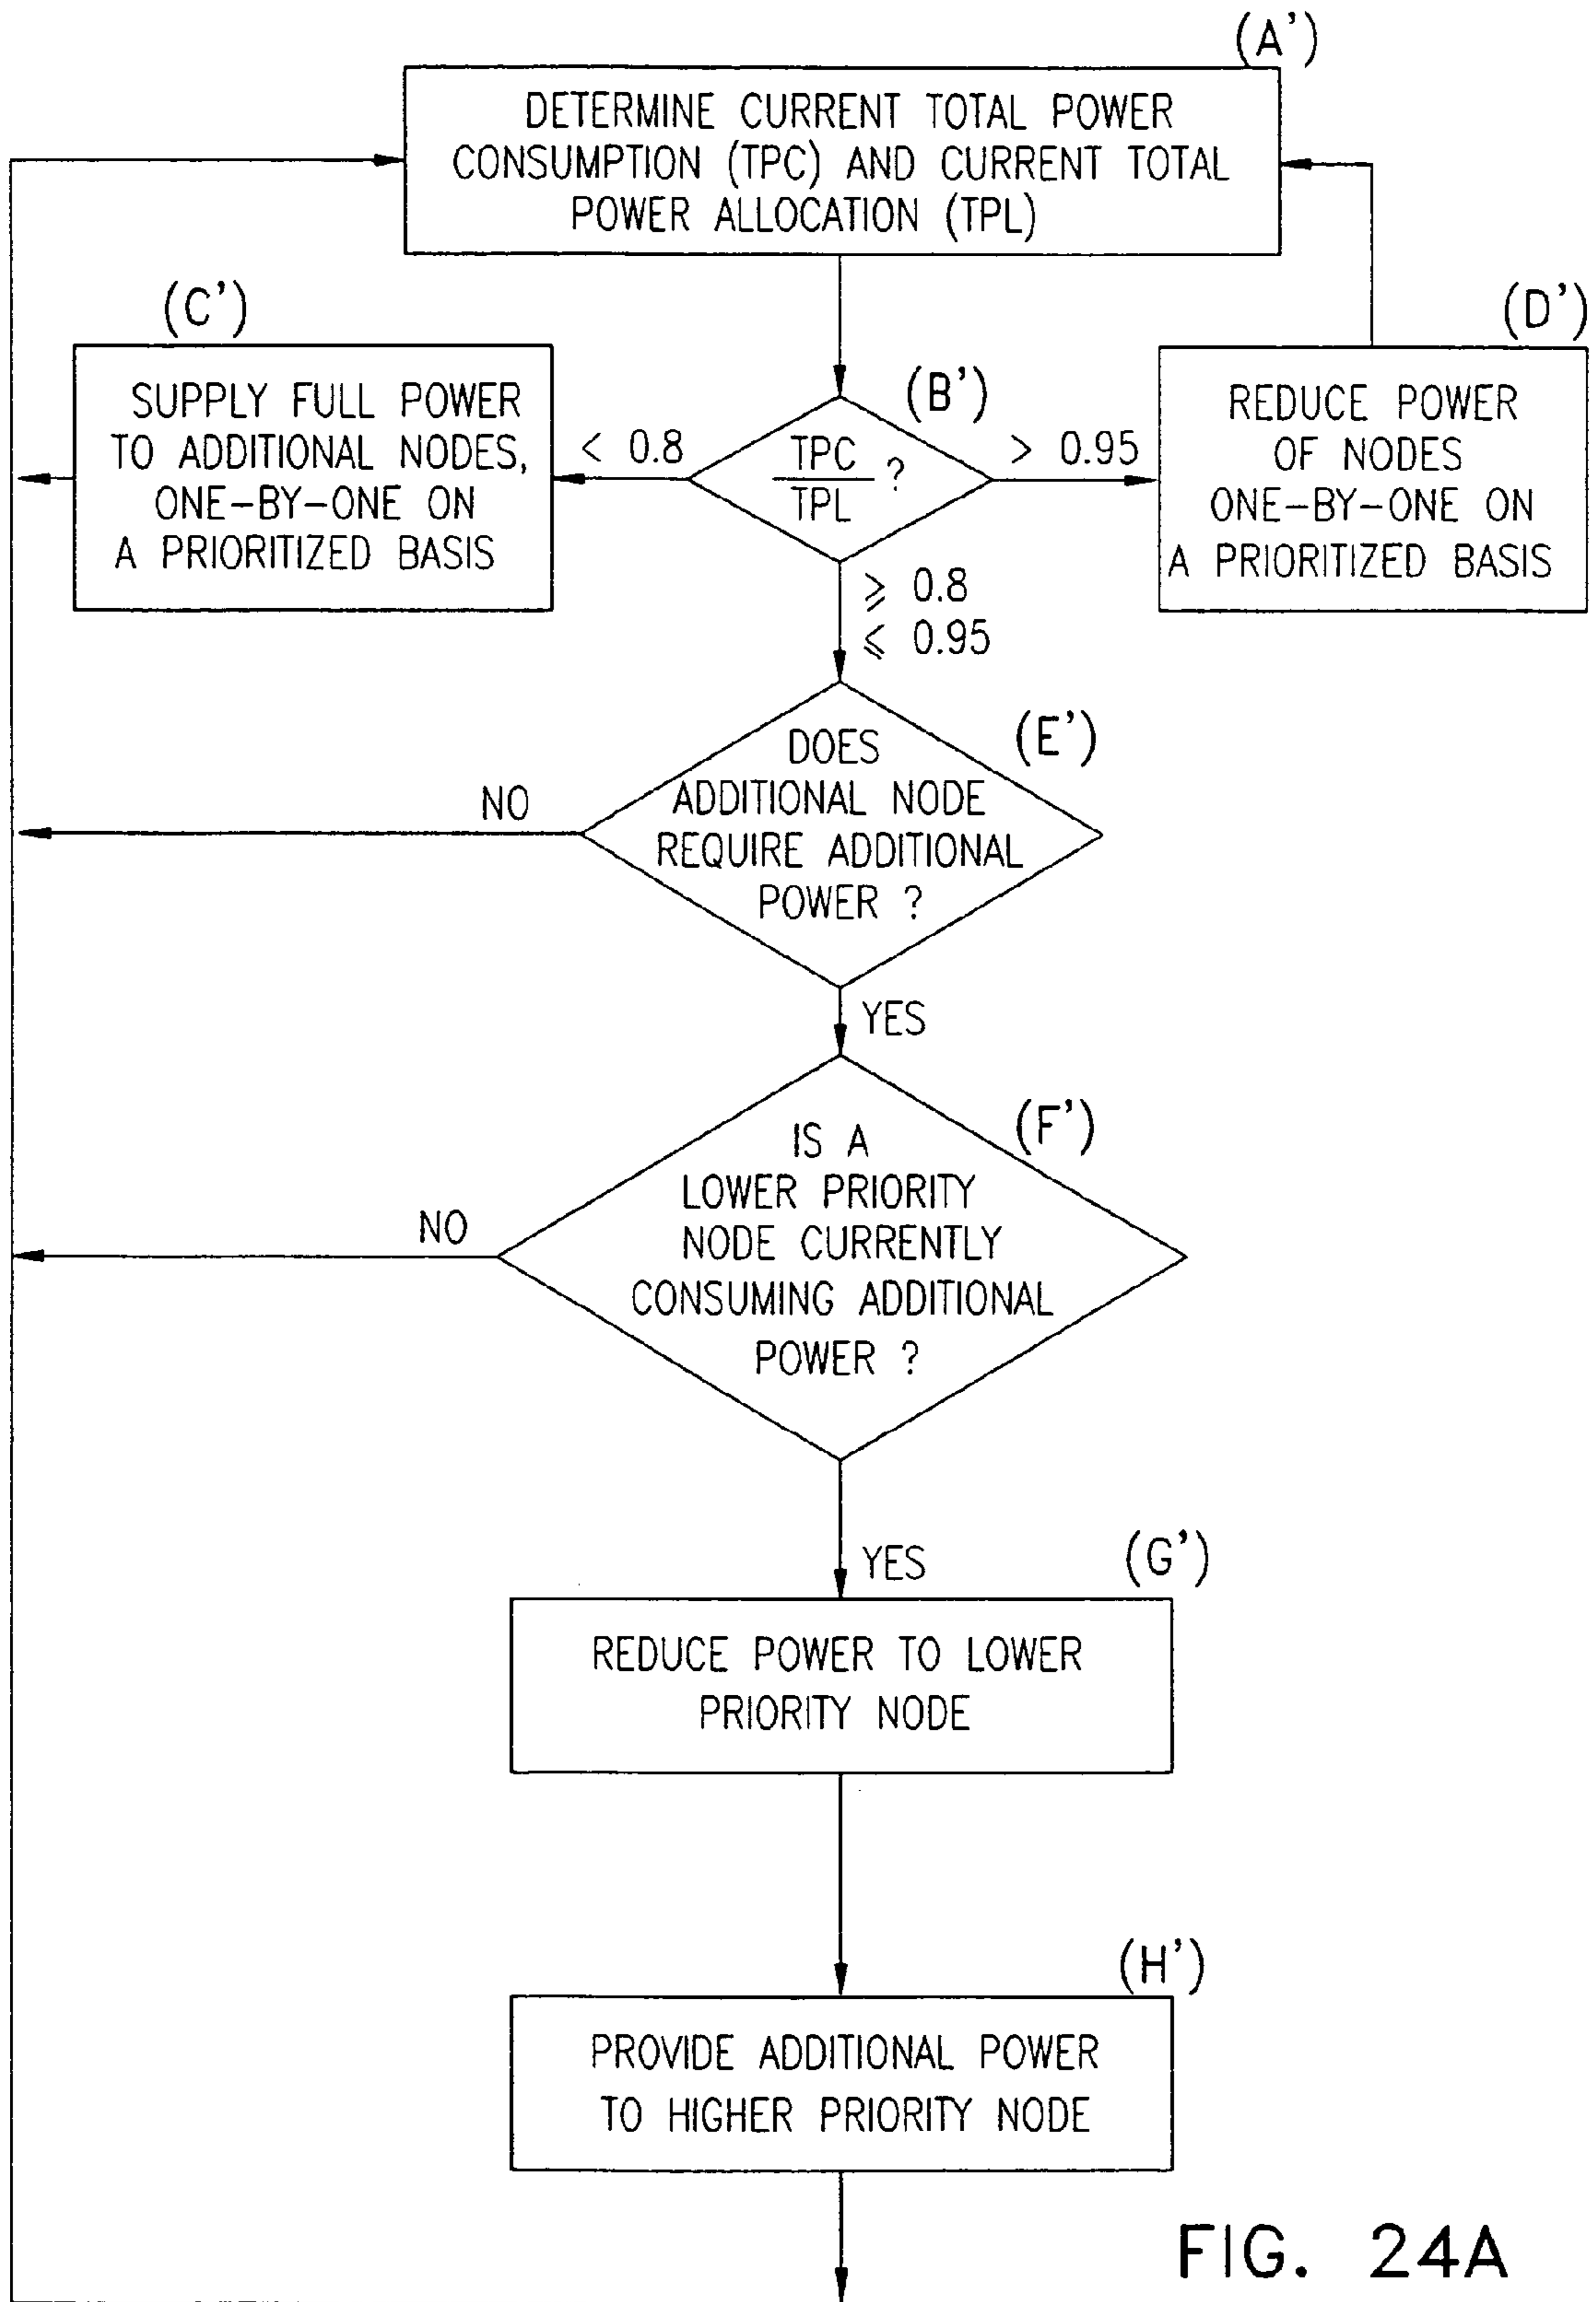 (A')
DETERMINE CURRENT TOTAL POWER
CONSUMPTION (TPC) AND CURRENT TOTAL
POWER ALLOCATION (TPL)
(C')
SUPPLY FULL POWER
TO ADDITIONAL NODES,
ONE-BY-ONE ON
A PRIORITIZED BASIS
< 0.8
(B')
TPC
TPL
?
> 0.95
(D')
REDUCE POWER
OF NODES
ONE-BY-ONE ON
A PRIORITIZED BASIS
⩾ 0.8
⩽ 0.95
(E')
DOES
ADDITIONAL NODE
REQUIRE ADDITIONAL
POWER ?
NO
YES
(F')
IS A
LOWER PRIORITY
NODE CURRENTLY
CONSUMING ADDITIONAL
POWER ?
NO
YES
(G')
REDUCE POWER TO LOWER
PRIORITY NODE
(H')
PROVIDE ADDITIONAL POWER
TO HIGHER PRIORITY NODE
FIG. 24A